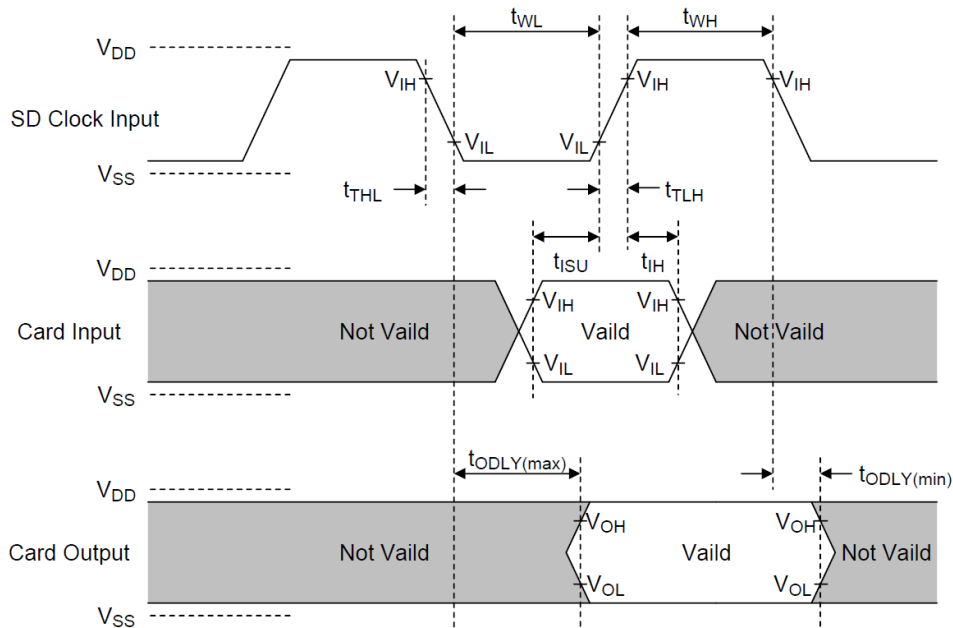 tWL
tWH
VDD
VIH
VIH
VIH
SD Clock Input
VIL
VIL
VSS
tTHL
tTLH
tISU
tIH
VDD
VIH
VIH
Card Input
Not Vaild
Vaild
Not Vaild
VIL
VIL
VSS
tODLY(max)
tODLY(min)
VDD
VOH
VOH
Card Output
Not Vaild
Vaild
Not Vaild
VOL
VOL
VSS